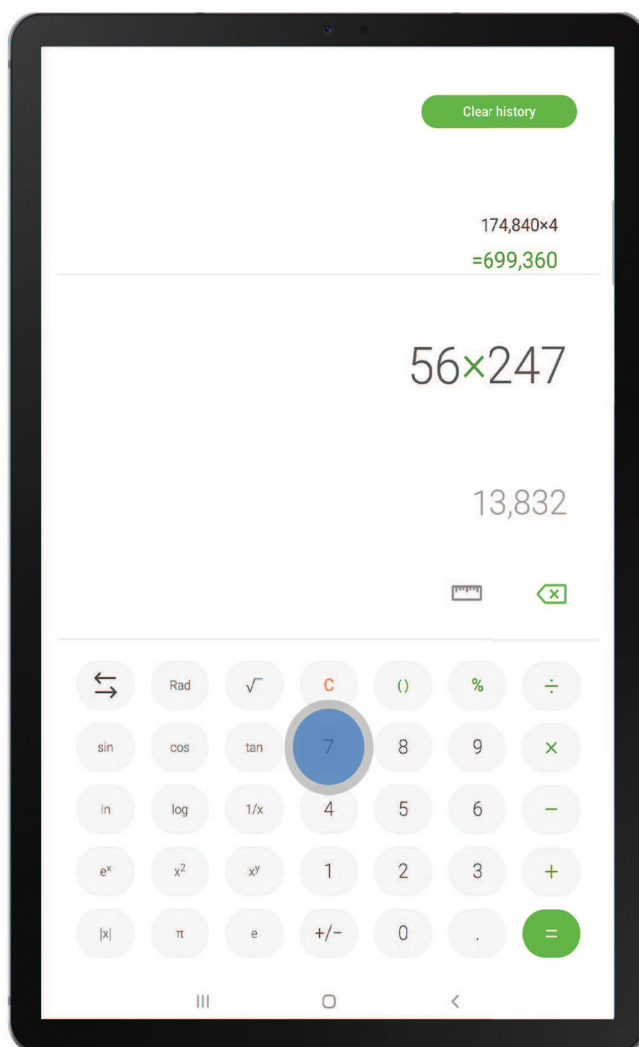 Clear history
174,840×4
=699,360
56×247
13,832
Rad √ C () % ÷
sin cos tan 7 8 9 ×
ln log 1/x 4 5 6 −
eˣ x² xʸ 1 2 3 +
|x| π e +/− 0 . =